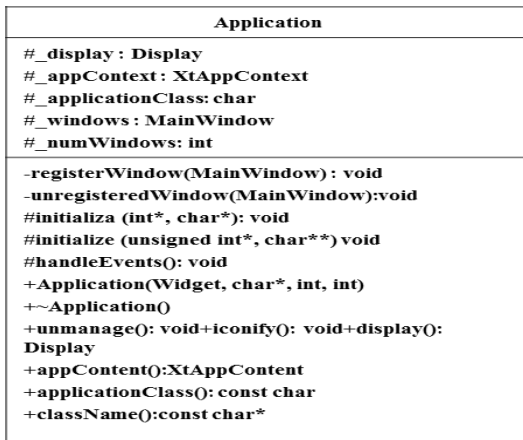 Application
#_display : Display
#_appContext : XtAppContext
#_applicationClass: char
#_windows : MainWindow
#_numWindows: int
-registerWindow(MainWindow) : void
-unregisteredWindow(MainWindow):void
#initializa (int*, char*): void
#initialize (unsigned int*, char**) void
#handleEvents(): void
+Application(Widget, char*, int, int)
+~Application()
+unmanage(): void+iconify(): void+display():
Display
+appContent():XtAppContent
+applicationClass(): const char
+className():const char*